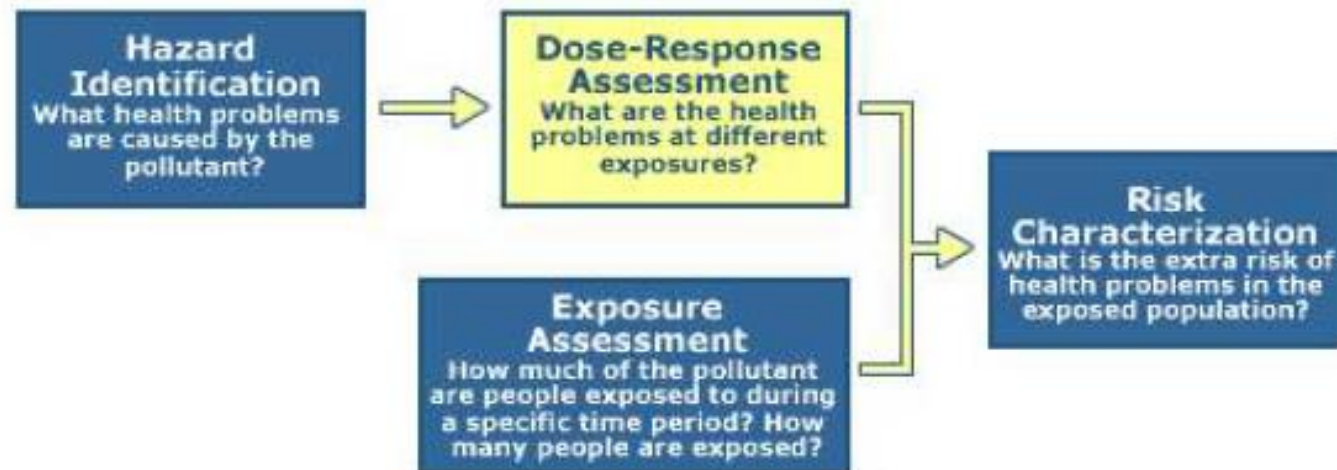 Hazard
Identification
What health problems
are caused by the
pollutant?
Dose-Response
Assessment
What are the health
problems at different
exposures?
Exposure
Assessment
How much of the pollutant
are people exposed to during
a specific time period? How
many people are exposed?
Risk
Characterization
What is the extra risk of
health problems in the
exposed population?